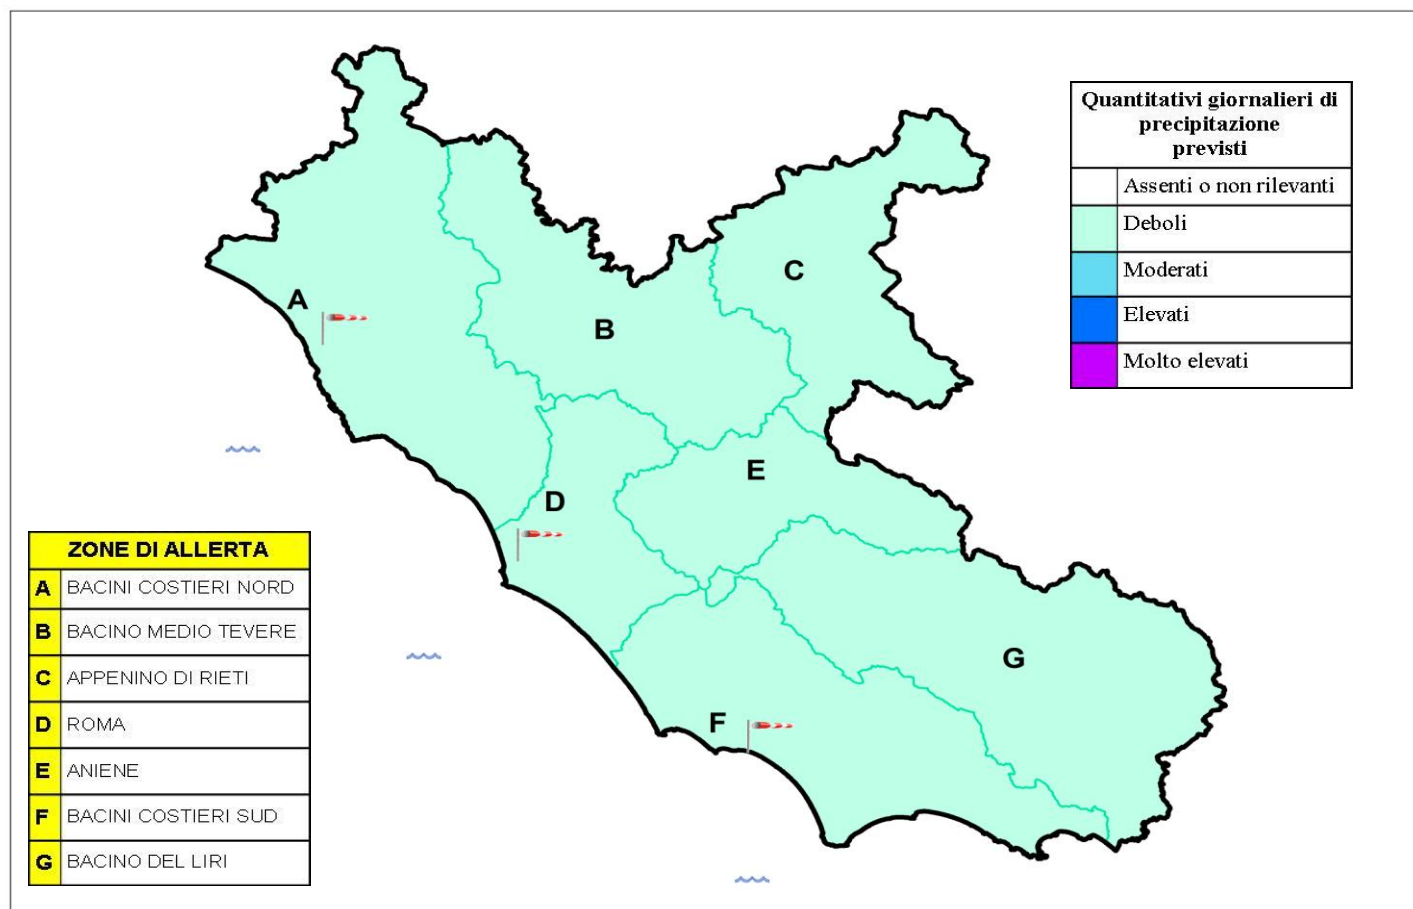 Quantitativi giornalieri di
precipitazione
previsti
Assenti o non rilevanti
Deboli
Moderati
Elevati
Molto elevati
A
B
C
D
E
F
G
ZONE DI ALLERTA
A BACINI COSTIERI NORD
B BACINO MEDIO TEVERE
C APPENINO DI RIETI
D ROMA
E ANIENE
F BACINI COSTIERI SUD
G BACINO DEL LIRI